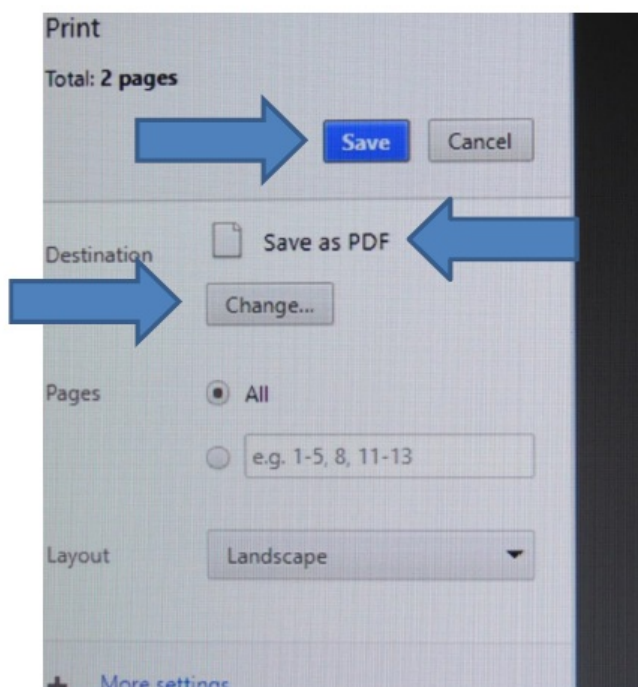 Print
Total: 2 pages
Save Cancel
Destination Save as PDF
Change...
Pages All
e.g. 1-5, 8, 11-13
Layout Landscape
+ More settings